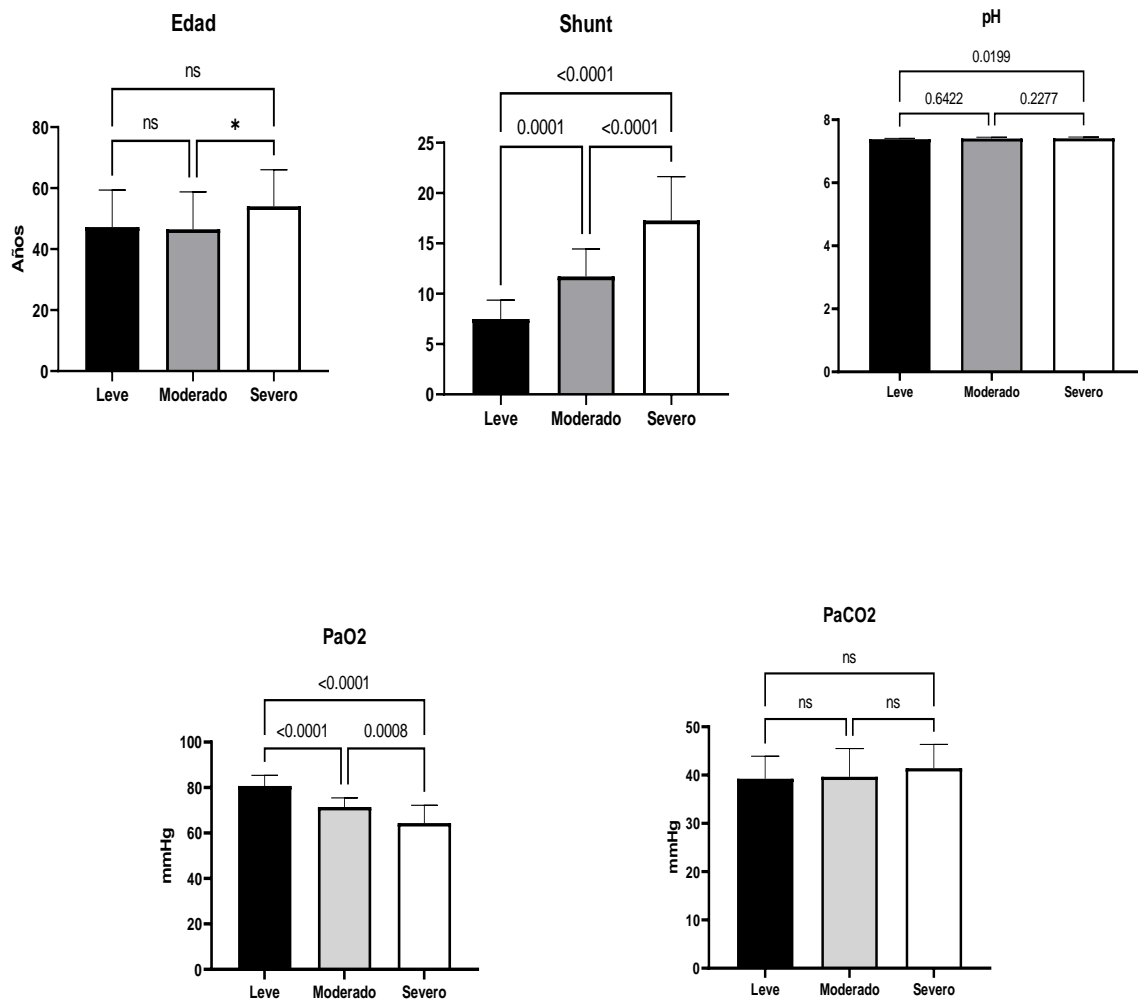 Edad
ns
ns
*
80
60
40
20
0
Años
Leve Moderado Severo
Shunt
<0.0001
0.0001
<0.0001
25
20
15
10
5
0
Leve Moderado Severo
pH
0.0199
0.6422
0.2277
8
6
4
2
0
Leve Moderado Severo
PaO2
<0.0001
<0.0001
0.0008
100
80
60
40
20
0
mmHg
Leve Moderado Severo
PaCO2
ns
ns
ns
50
40
30
20
10
0
mmHg
Leve Moderado Severo